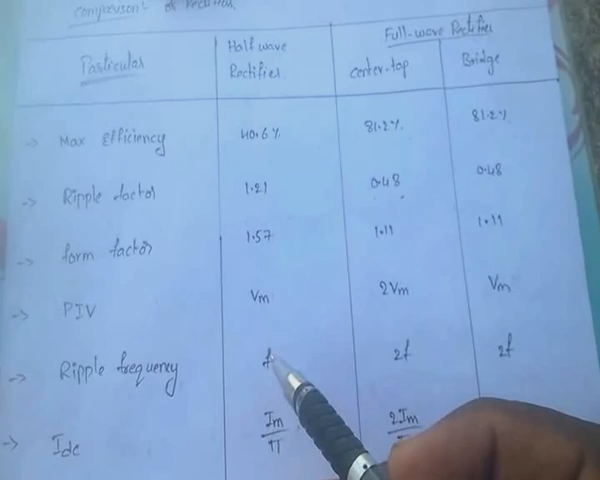 Comparison of Rectifiers.
Particulars Half wave Rectifier Full-wave Rectifier
center-top Bridge
-> Max Efficiency 40.6% 81.2% 81.2%
-> Ripple factor 1.21 0.48 0.48
-> form factor 1.57 1.11 1.11
-> PIV Vm 2Vm Vm
-> Ripple frequency f 2f 2f
-> Idc Im/π 2Im